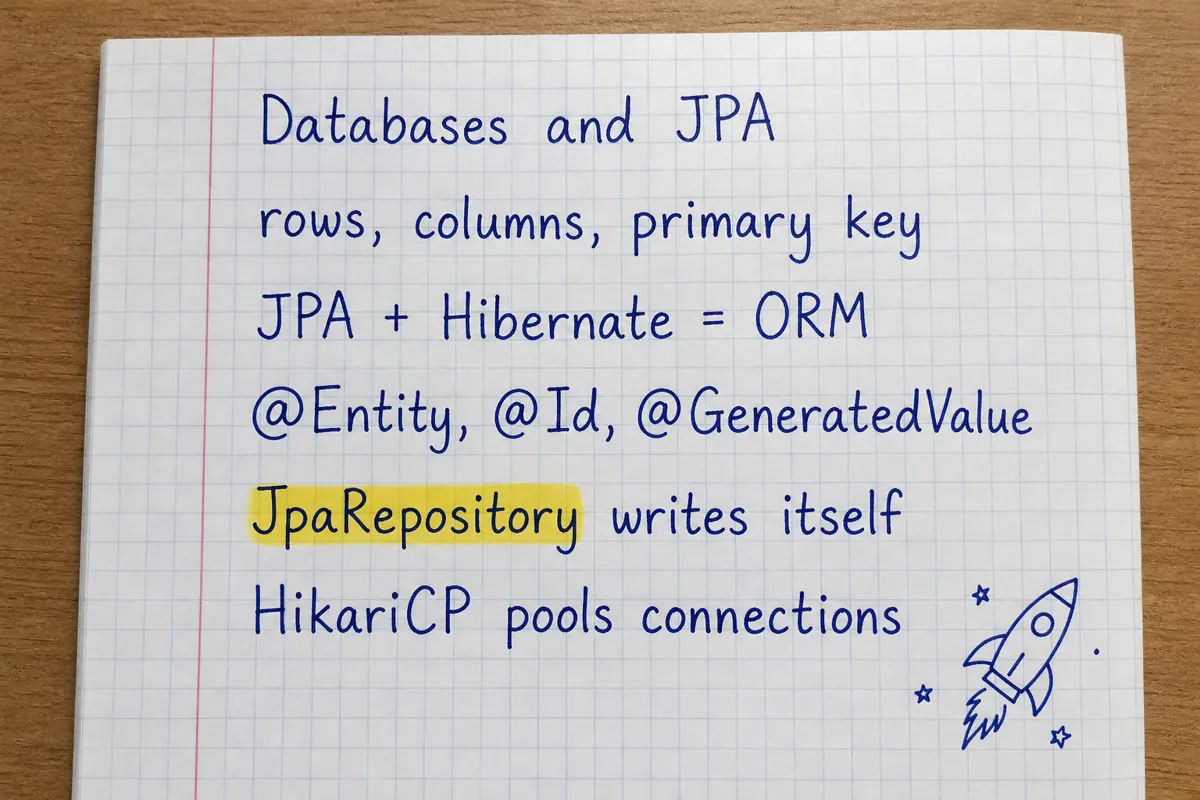 Databases and JPA
rows, columns, primary key
JPA + Hibernate = ORM
@Entity, @Id, @GeneratedValue
JpaRepository writes itself
HikariCP pools connections